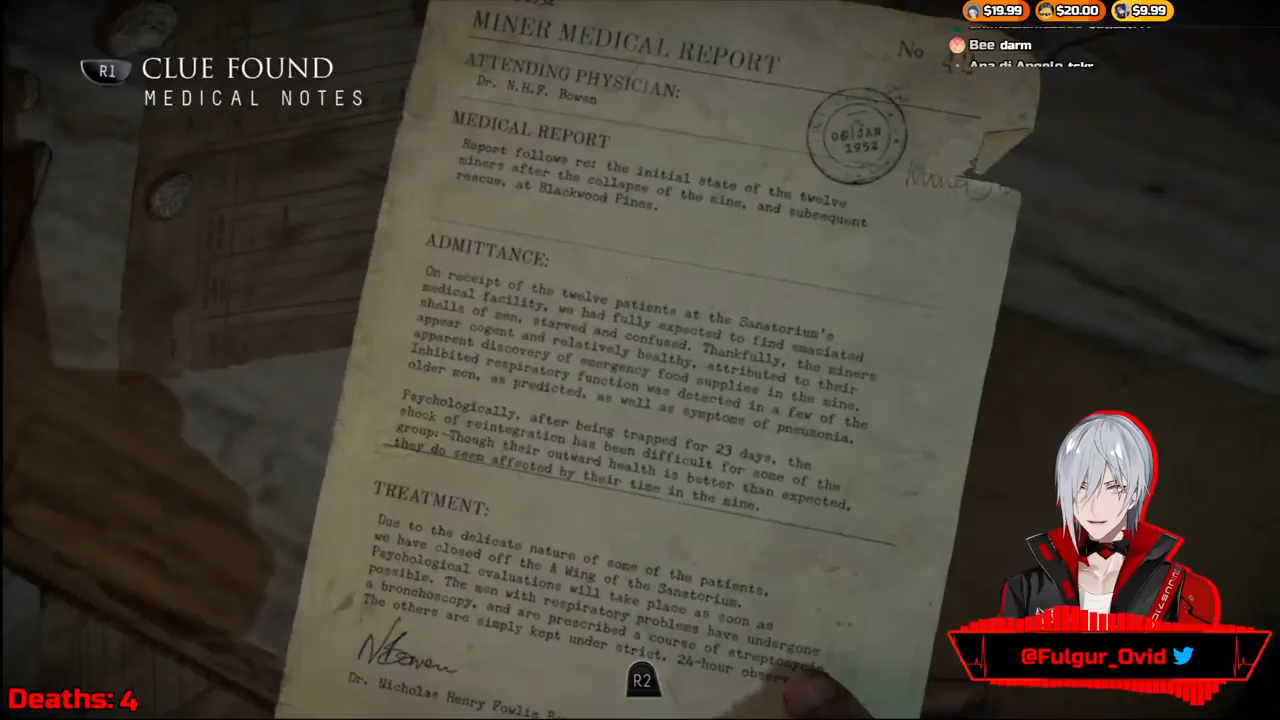 $19.99 $20.00 $9.99
Bee darm
Ana di Angelo tskr
R1 CLUE FOUND
MEDICAL NOTES
MINER MEDICAL REPORT No
ATTENDING PHYSICIAN:
Dr. N.H.F. Bowen
06 JAN
1952
MEDICAL REPORT
Report follows re: the initial state of the twelve
miners after the collapse of the mine, and subsequent
rescue, at Blackwood Pines.
ADMITTANCE:
On receipt of the twelve patients at the Sanatorium's
medical facility, we had fully expected to find emaciated
shells of men, starved and confused. Thankfully, the miners
appear cogent and relatively healthy, attributed to their
apparent discovery of emergency food supplies in the mine.
Inhibited respiratory function was detected in a few of the
older men, as predicted, as well as symptoms of pneumonia.
Psychologically, after being trapped for 23 days, the
shock of reintegration has been difficult for some of the
group. Though their outward health is better than expected,
they do seem affected by their time in the mine.
TREATMENT:
Due to the delicate nature of some of the patients,
we have closed off the A Wing of the Sanatorium.
Psychological evaluations will take place as soon as
possible. The men with respiratory problems have undergone
a bronchoscopy, and are prescribed a course of streptomycin.
The others are simply kept under strict, 24-hour observ
NBowen
Dr. Nicholas Henry Fowlis
R2
@Fulgur_Ovid
Deaths: 4